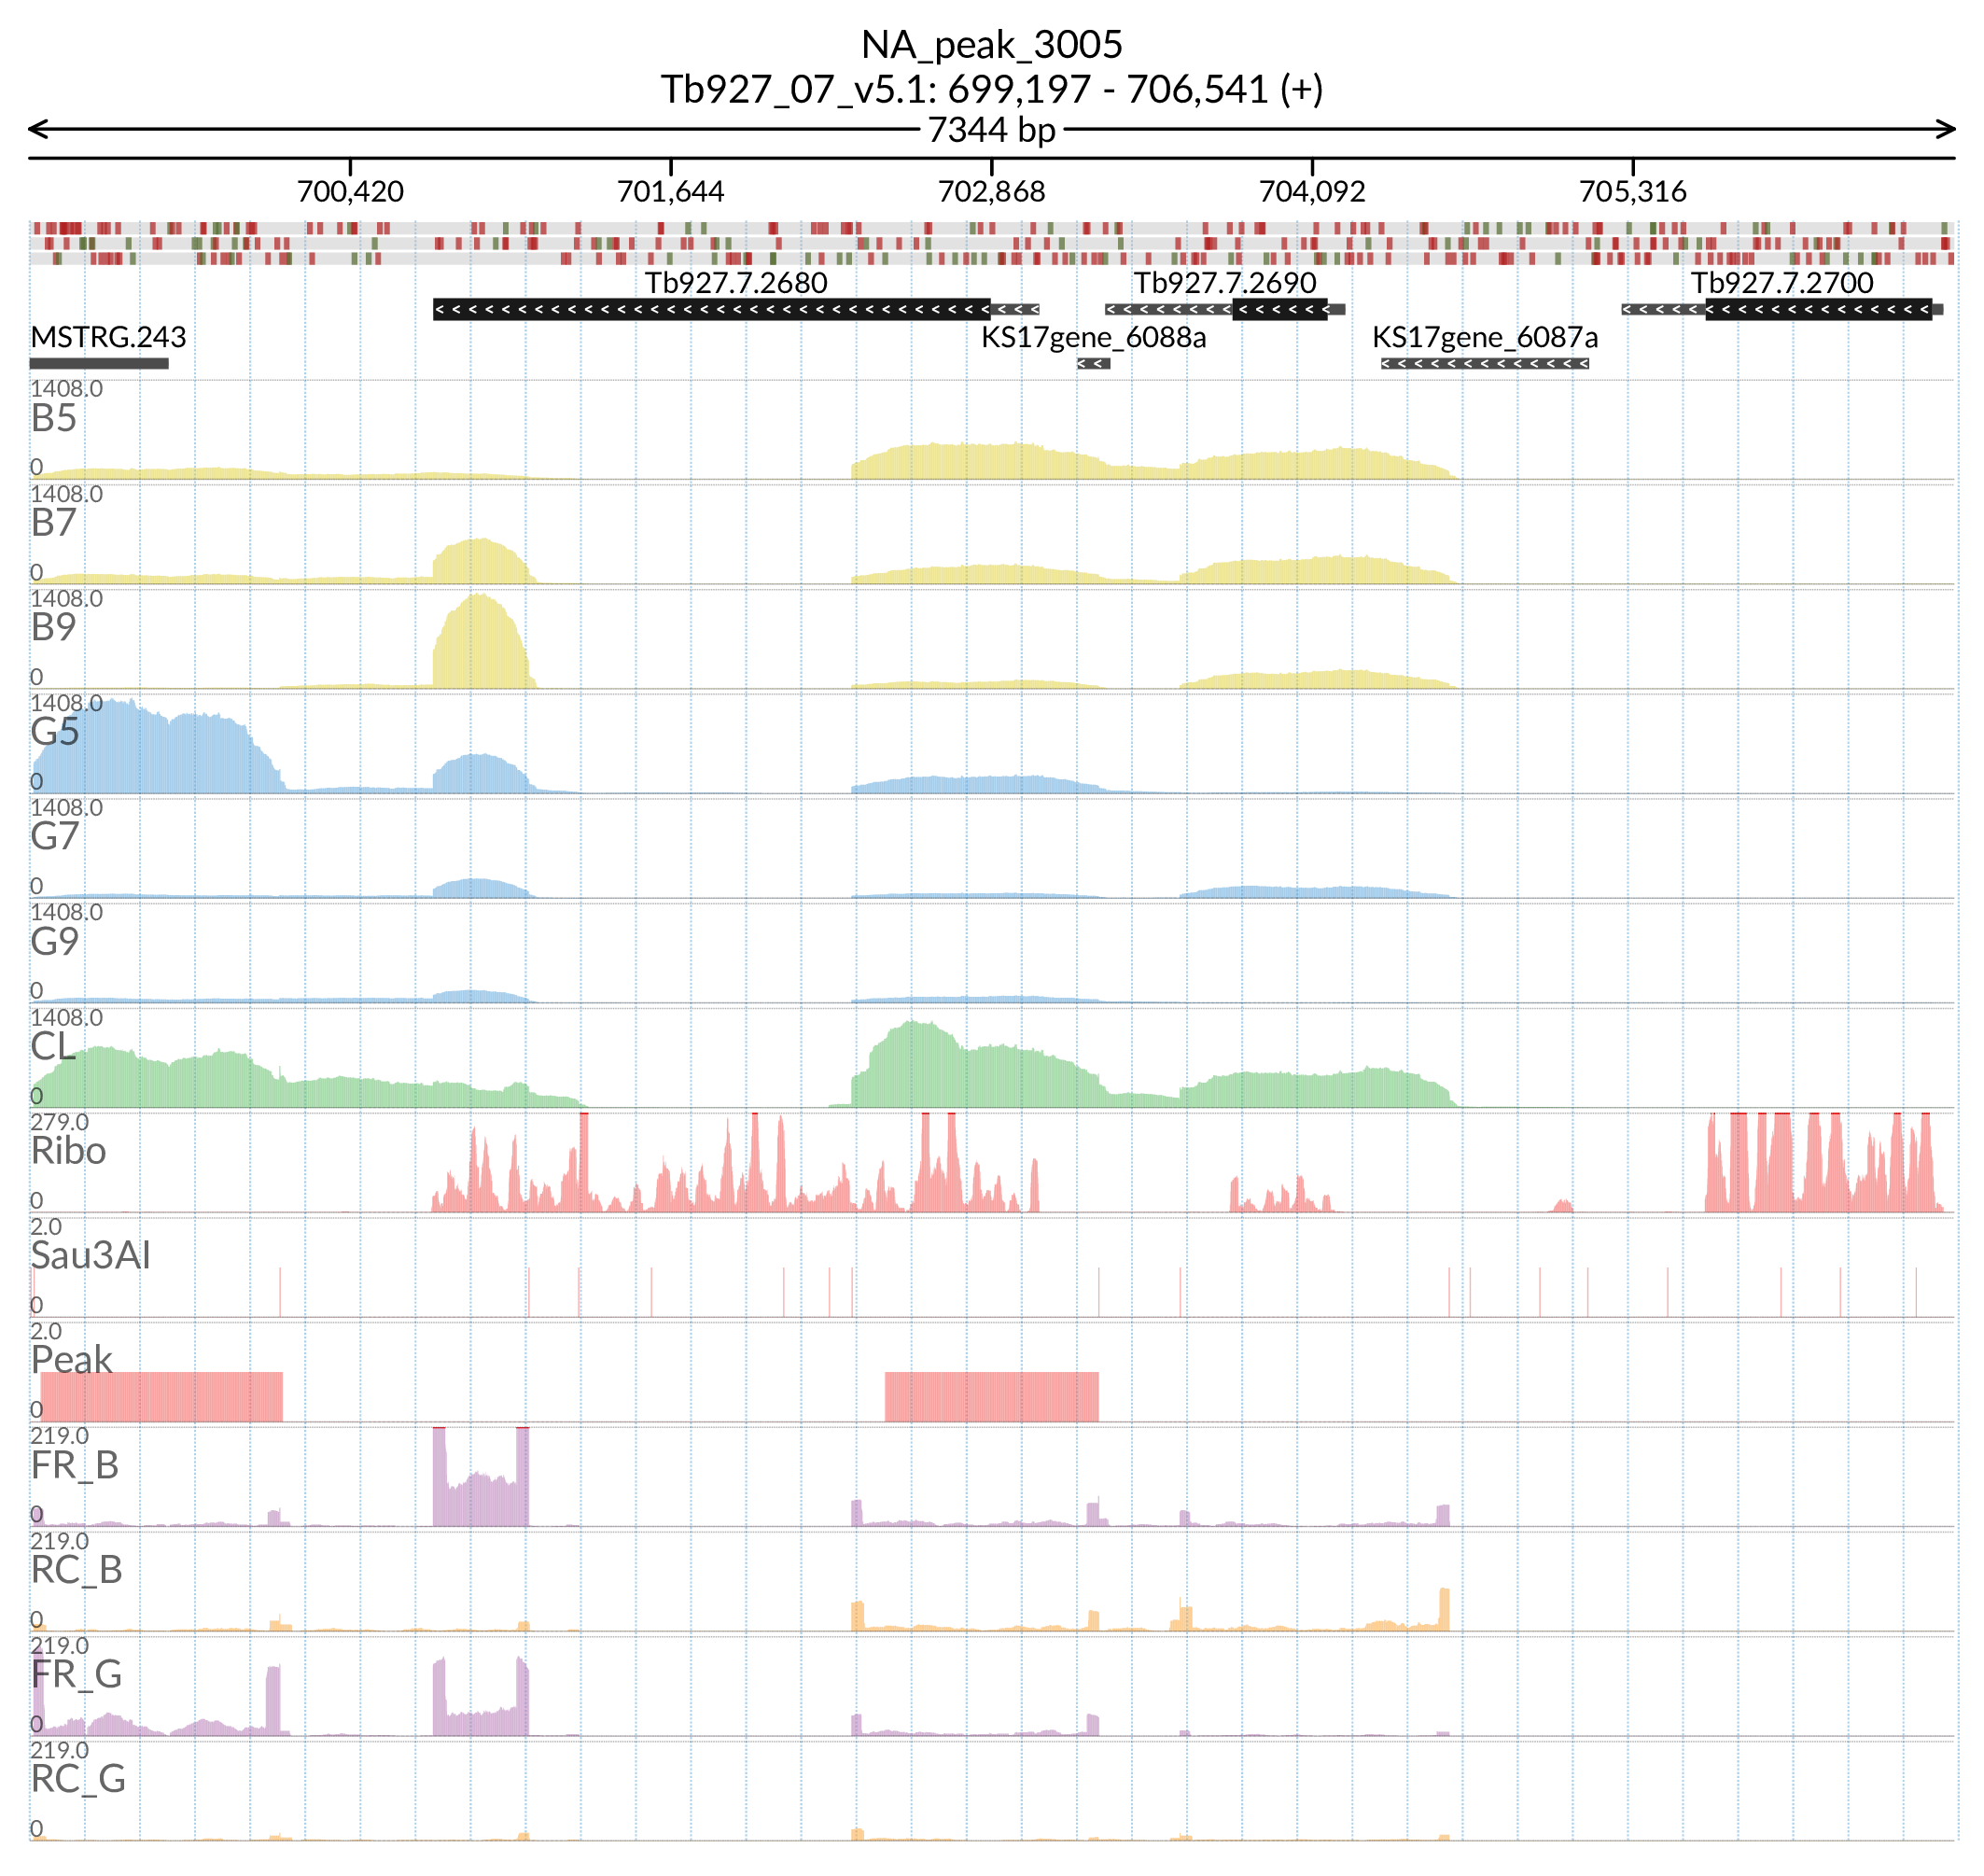 NA_peak_3005
Tb927_07_v5.1: 699,197 - 706,541 (+)
7344 bp
700,420 701,644 702,868 704,092 705,316
Tb927.7.2680 Tb927.7.2690 Tb927.7.2700
MSTRG.243 KS17gene_6088a KS17gene_6087a
1408.0
B5
0
1408.0
B7
0
1408.0
B9
0
1408.0
G5
0
1408.0
G7
0
1408.0
G9
0
1408.0
CL
0
279.0
Ribo
0
2.0
Sau3AI
0
2.0
Peak
0
219.0
FR_B
0
219.0
RC_B
0
219.0
FR_G
0
219.0
RC_G
0